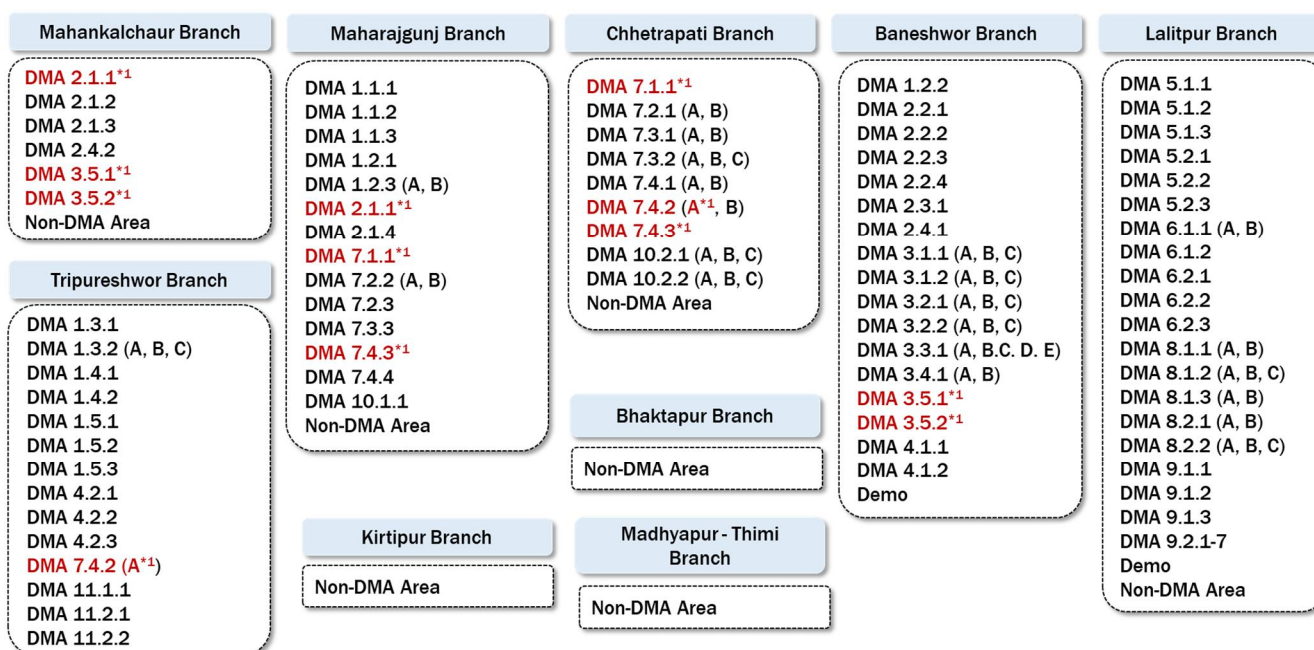 Mahankalchaur Branch
DMA 2.1.1*1
DMA 2.1.2
DMA 2.1.3
DMA 2.4.2
DMA 3.5.1*1
DMA 3.5.2*1
Non-DMA Area
Tripureshwor Branch
DMA 1.3.1
DMA 1.3.2 (A, B, C)
DMA 1.4.1
DMA 1.4.2
DMA 1.5.1
DMA 1.5.2
DMA 1.5.3
DMA 4.2.1
DMA 4.2.2
DMA 4.2.3
DMA 7.4.2 (A*1)
DMA 11.1.1
DMA 11.2.1
DMA 11.2.2
Maharajgunj Branch
DMA 1.1.1
DMA 1.1.2
DMA 1.1.3
DMA 1.2.1
DMA 1.2.3 (A, B)
DMA 2.1.1*1
DMA 2.1.4
DMA 7.1.1*1
DMA 7.2.2 (A, B)
DMA 7.2.3
DMA 7.3.3
DMA 7.4.3*1
DMA 7.4.4
DMA 10.1.1
Non-DMA Area
Kirtipur Branch
Non-DMA Area
Chhetrapati Branch
DMA 7.1.1*1
DMA 7.2.1 (A, B)
DMA 7.3.1 (A, B)
DMA 7.3.2 (A, B, C)
DMA 7.4.1 (A, B)
DMA 7.4.2 (A*1, B)
DMA 7.4.3*1
DMA 10.2.1 (A, B, C)
DMA 10.2.2 (A, B, C)
Non-DMA Area
Bhaktapur Branch
Non-DMA Area
Madhyapur - Thimi
Branch
Non-DMA Area
Baneshwor Branch
DMA 1.2.2
DMA 2.2.1
DMA 2.2.2
DMA 2.2.3
DMA 2.2.4
DMA 2.3.1
DMA 2.4.1
DMA 3.1.1 (A, B, C)
DMA 3.1.2 (A, B, C)
DMA 3.2.1 (A, B, C)
DMA 3.2.2 (A, B, C)
DMA 3.3.1 (A, B.C. D. E)
DMA 3.4.1 (A, B)
DMA 3.5.1*1
DMA 3.5.2*1
DMA 4.1.1
DMA 4.1.2
Demo
Lalitpur Branch
DMA 5.1.1
DMA 5.1.2
DMA 5.1.3
DMA 5.2.1
DMA 5.2.2
DMA 5.2.3
DMA 6.1.1 (A, B)
DMA 6.1.2
DMA 6.2.1
DMA 6.2.2
DMA 6.2.3
DMA 8.1.1 (A, B)
DMA 8.1.2 (A, B, C)
DMA 8.1.3 (A, B)
DMA 8.2.1 (A, B)
DMA 8.2.2 (A, B, C)
DMA 9.1.1
DMA 9.1.2
DMA 9.1.3
DMA 9.2.1-7
Demo
Non-DMA Area